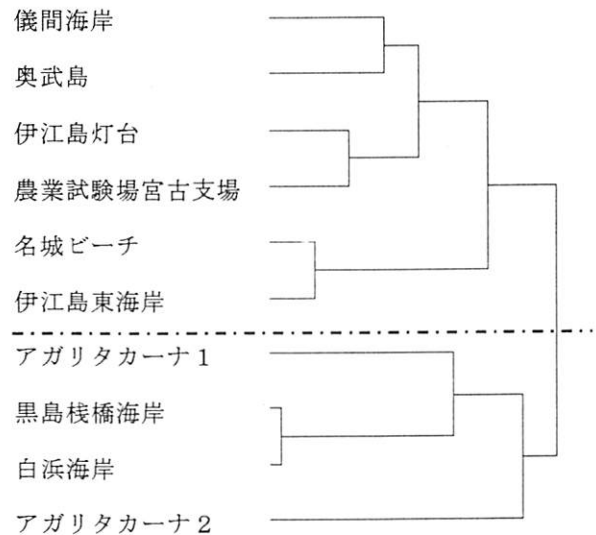 儀間海岸
奥武島
伊江島灯台
農業試験場宮古支場
名城ビーチ
伊江島東海岸
アガリタカーナ1
黒島桟橋海岸
白浜海岸
アガリタカーナ2